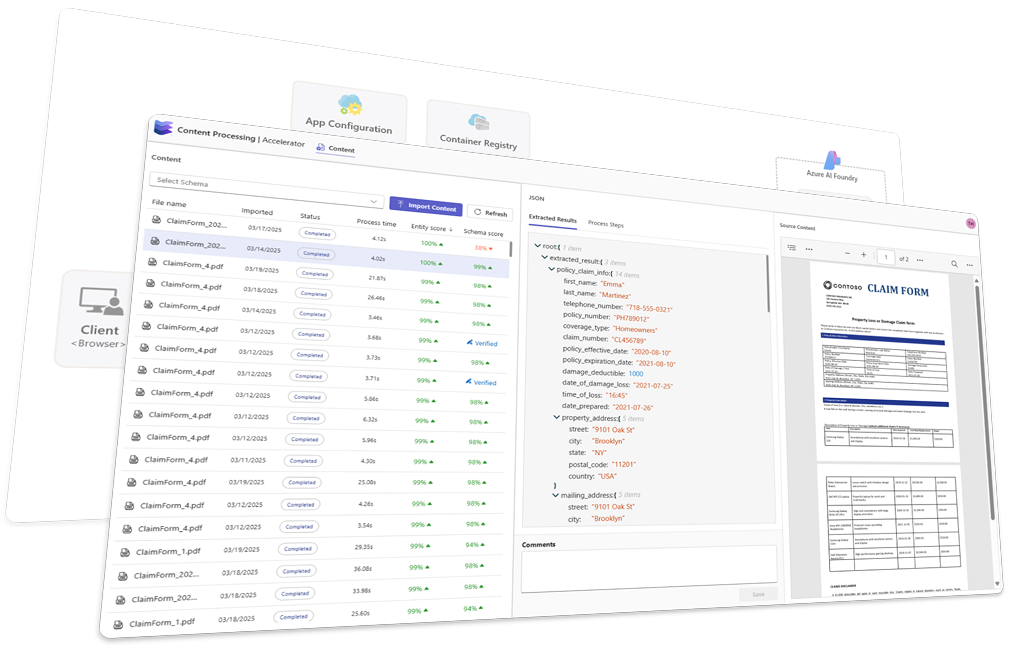 App Configuration
Container Registry
Azure AI Foundry
Client
<Browser>
Content Processing | Accelerator
Content
TH
Content
Select Schema
Import Content
Refresh
File name Imported Status Process time Entity score Schema score
ClaimForm_202... 03/17/2025 Completed 4.12s 100% 38%
ClaimForm_202... 03/14/2025 Completed 4.02s 100% 99%
ClaimForm_4.pdf 03/19/2025 Completed 21.87s 99% 98%
ClaimForm_4.pdf 03/18/2025 Completed 26.46s 99% 98%
ClaimForm_4.pdf 03/14/2025 Completed 3.46s 99% 98%
ClaimForm_4.pdf 03/12/2025 Completed 3.68s 99% Verified
ClaimForm_4.pdf 03/12/2025 Completed 3.73s 99% 98%
ClaimForm_4.pdf 03/12/2025 Completed 3.71s 99% Verified
ClaimForm_4.pdf 03/12/2025 Completed 5.06s 99% 98%
ClaimForm_4.pdf 03/12/2025 Completed 6.32s 99% 98%
ClaimForm_4.pdf 03/12/2025 Completed 5.96s 99% 98%
ClaimForm_4.pdf 03/11/2025 Completed 4.30s 99% 98%
ClaimForm_4.pdf 03/19/2025 Completed 25.08s 99% 98%
ClaimForm_4.pdf 03/12/2025 Completed 4.26s 99% 98%
ClaimForm_4.pdf 03/12/2025 Completed 3.54s 99% 98%
ClaimForm_1.pdf 03/19/2025 Completed 29.35s 99% 94%
ClaimForm_202... 03/18/2025 Completed 36.08s 99% 98%
ClaimForm_202... 03/18/2025 Completed 33.98s 99% 98%
ClaimForm_1.pdf 03/18/2025 Completed 25.60s 99% 94%
JSON
Extracted Results Process Steps
root:{ 1 item
extracted_result:{ 3 items
policy_claim_info:{ 14 items
first_name: "Emma"
last_name: "Martinez"
telephone_number: "718-555-0321"
policy_number: "PH789012"
coverage_type: "Homeowners"
claim_number: "CL456789"
policy_effective_date: "2020-08-10"
policy_expiration_date: "2021-08-10"
damage_deductible: 1000
date_of_damage_loss: "2021-07-25"
time_of_loss: "16:45"
date_prepared: "2021-07-26"
property_address:{ 5 items
street: "9101 Oak St"
city: "Brooklyn"
state: "NY"
postal_code: "11201"
country: "USA"
}
mailing_address:{ 5 items
street: "9101 Oak St"
city: "Brooklyn"
Comments
Save
Source Content
1 of 2
CONTOSO CLAIM FORM
Property Loss or Damage Claim form
CLAIMS DISCLAIMER